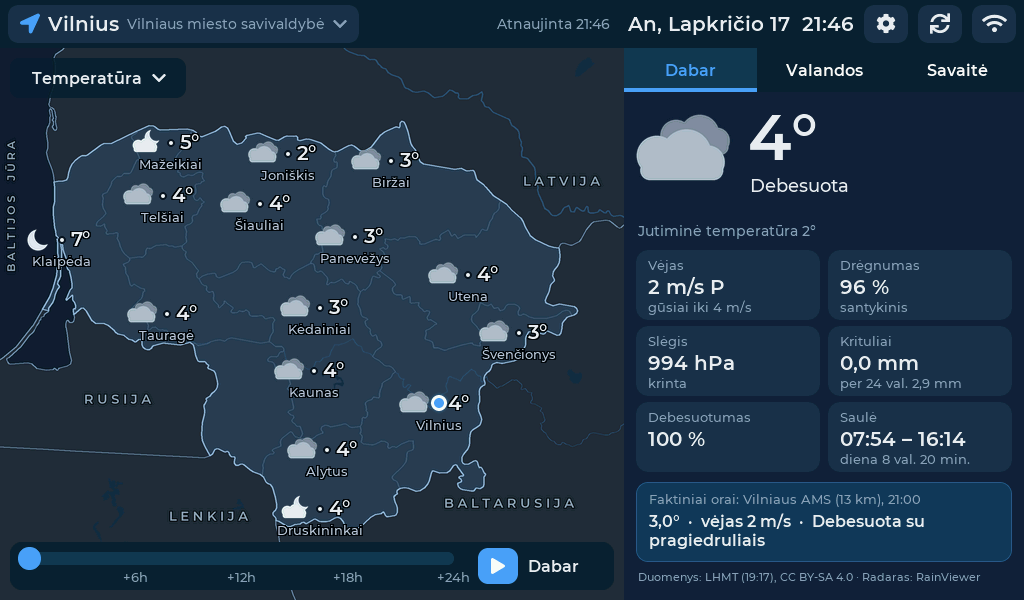 Vilnius Vilniaus miesto savivaldybė
Atnaujinta 21:46
An, Lapkričio 17 21:46
Temperatūra
Dabar
Valandos
Savaitė
BALTIJOS JŪRA
5°
Mažeikiai
2°
Joniškis
3°
Biržai
LATVIJA
4°
Telšiai
4°
Šiauliai
7°
Klaipėda
3°
Panevėžys
4°
Utena
4°
Tauragė
3°
Kėdainiai
3°
Švenčionys
4°
Kaunas
RUSIJA
4°
Vilnius
4°
Alytus
LENKIJA
4°
Druskininkai
BALTARUSIJA
+6h
+12h
+18h
+24h
Dabar
4°
Debesuota
Jutiminė temperatūra 2°
Vėjas
2 m/s P
gūsiai iki 4 m/s
Drėgnumas
96 %
santykinis
Slėgis
994 hPa
krinta
Krituliai
0,0 mm
per 24 val. 2,9 mm
Debesuotumas
100 %
Saulė
07:54 – 16:14
diena 8 val. 20 min.
Faktiniai orai: Vilniaus AMS (13 km), 21:00
3,0° · vėjas 2 m/s · Debesuota su
pragiedruliais
Duomenys: LHMT (19:17), CC BY-SA 4.0 · Radaras: RainViewer